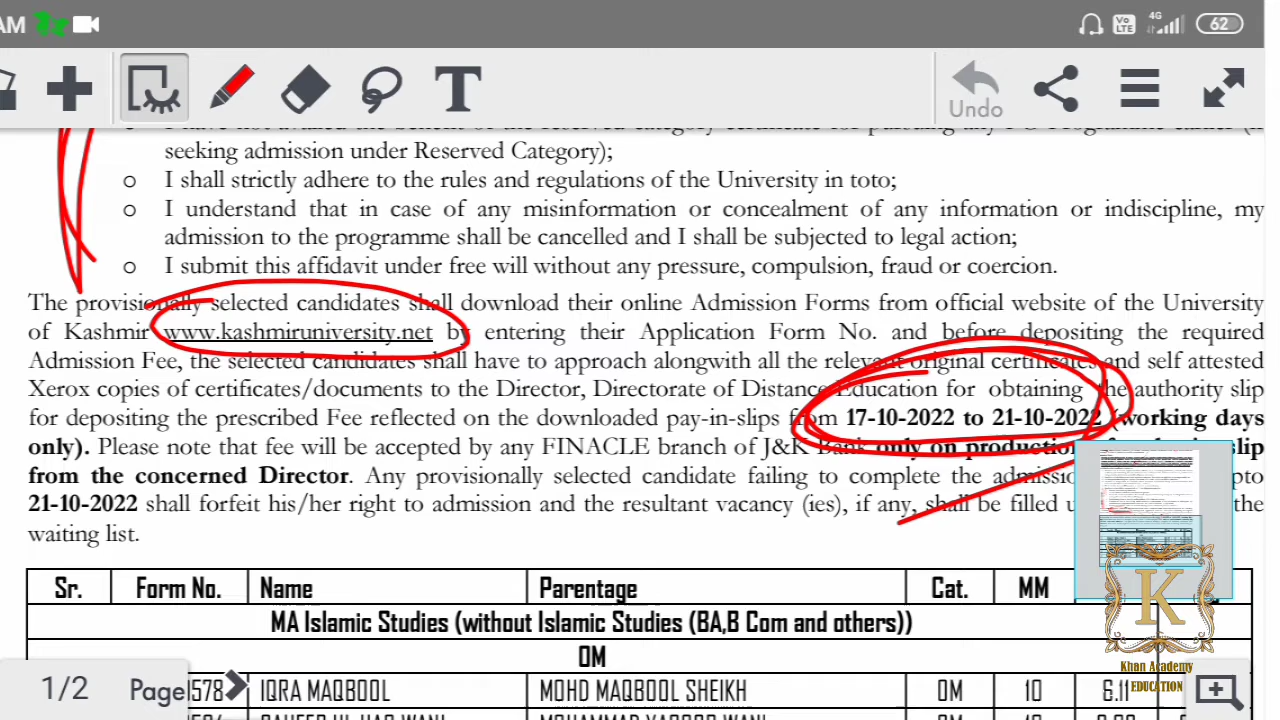 AM
Vo LTE 4G 62
T Undo
seeking admission under Reserved Category);
o I shall strictly adhere to the rules and regulations of the University in toto;
o I understand that in case of any misinformation or concealment of any information or indiscipline, my
admission to the programme shall be cancelled and I shall be subjected to legal action;
o I submit this affidavit under free will without any pressure, compulsion, fraud or coercion.
The provisionally selected candidates shall download their online Admission Forms from official website of the University
of Kashmir www.kashmiruniversity.net by entering their Application Form No. and before depositing the required
Admission Fee, the selected candidates shall have to approach alongwith all the relevant original certificates and self attested
Xerox copies of certificates/documents to the Director, Directorate of Distance Education for obtaining the authority slip
for depositing the prescribed Fee reflected on the downloaded pay-in-slips from 17-10-2022 to 21-10-2022 (working days
only). Please note that fee will be accepted by any FINACLE branch of J&K Bank only on production slip
from the concerned Director. Any provisionally selected candidate failing to complete the
21-10-2022 shall forfeit his/her right to admission and the resultant vacancy (ies), if any, shall be filled the
waiting list.
Sr. Form No. Name Parentage Cat. MM
MA Islamic Studies (without Islamic Studies (BA,B Com and others))
OM
578 IQRA MAQBOOL MOHD MAQBOOL SHEIKH OM 10 6.11
1/2 Page
K
Khan Academy
EDUCATION